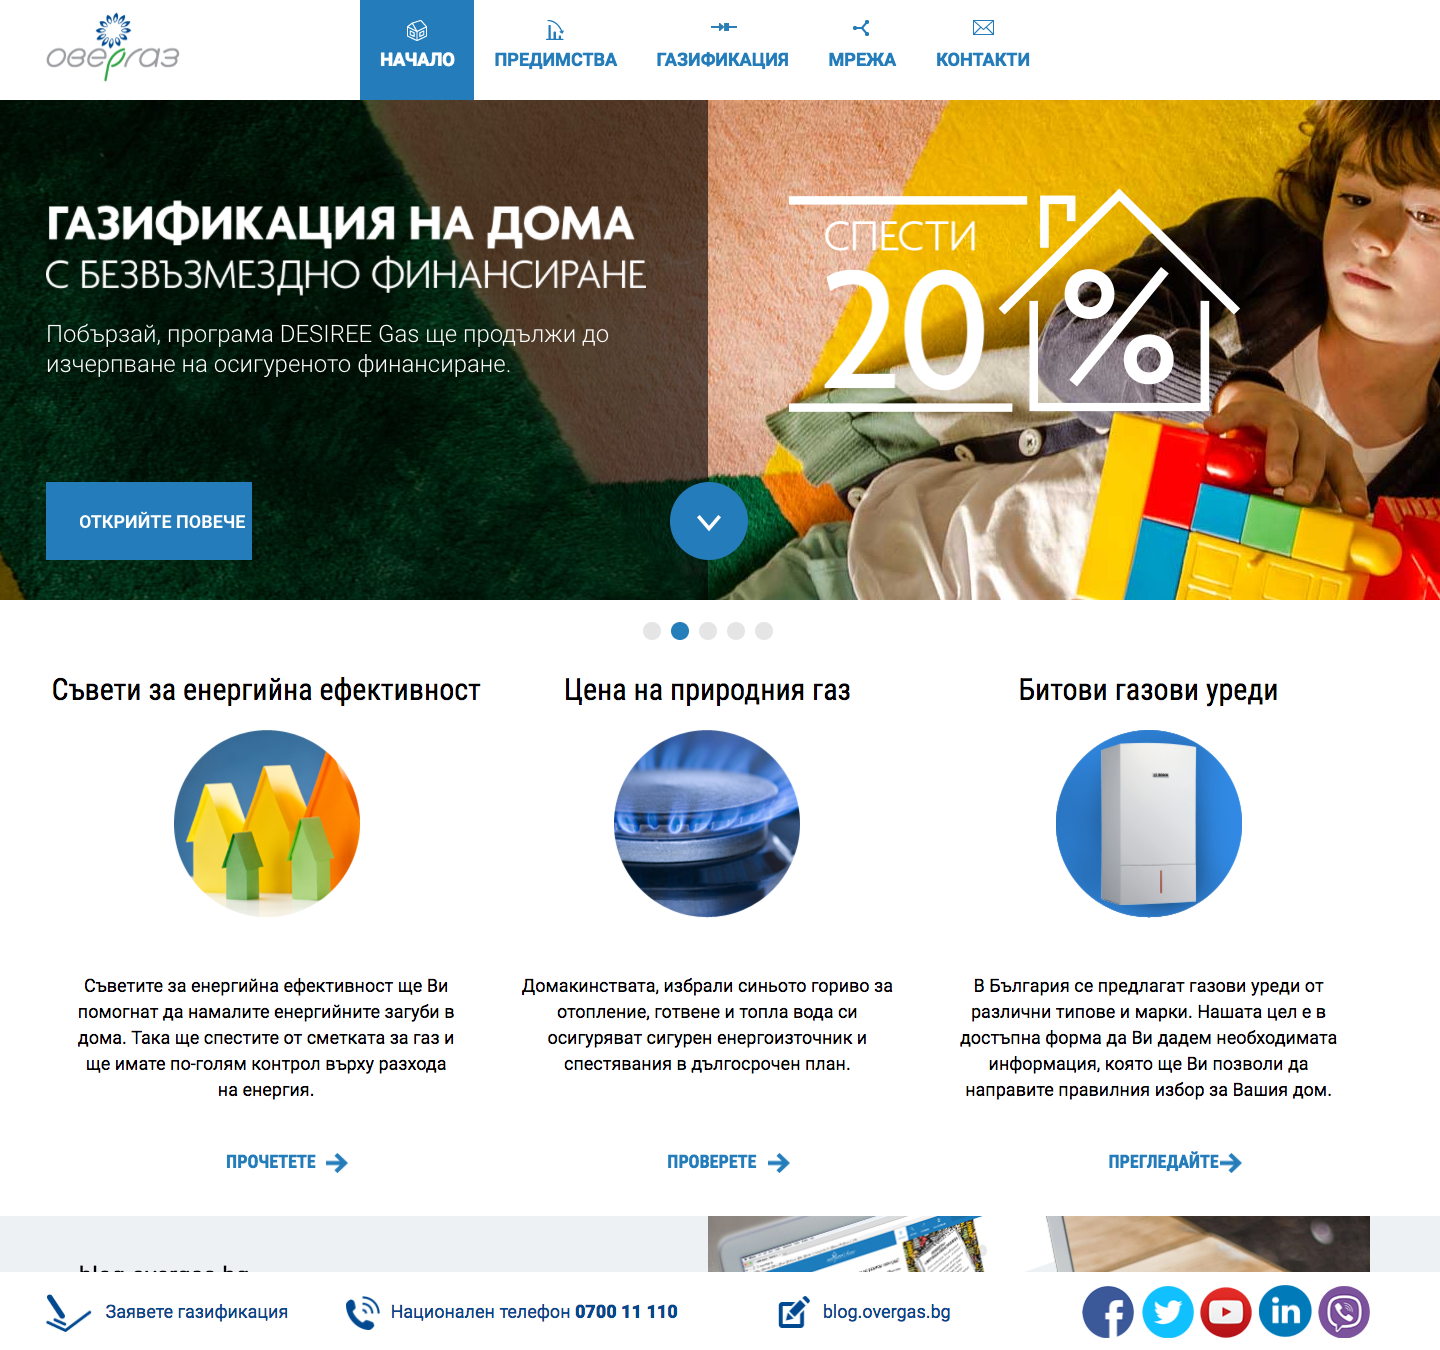 овергаз
НАЧАЛО
ПРЕДИМСТВА
ГАЗИФИКАЦИЯ
МРЕЖА
КОНТАКТИ
ГАЗИФИКАЦИЯ НА ДОМА
С БЕЗВЪЗМЕЗДНО ФИНАНСИРАНЕ
Побързай, програма DESIREE Gas ще продължи до
изчерпване на осигуреното финансиране.
ОТКРИЙТЕ ПОВЕЧЕ
СПЕСТИ
20%
Съвети за енергийна ефективност
Съветите за енергийна ефективност ще Ви
помогнат да намалите енергийните загуби в
дома. Така ще спестите от сметката за газ и
ще имате по-голям контрол върху разхода
на енергия.
ПРОЧЕТЕТЕ
Цена на природния газ
Домакинствата, избрали синьото гориво за
отопление, готвене и топла вода си
осигуряват сигурен енергоизточник и
спестявания в дългосрочен план.
ПРОВЕРЕТЕ
Битови газови уреди
В България се предлагат газови уреди от
различни типове и марки. Нашата цел е в
достъпна форма да Ви дадем необходимата
информация, която ще Ви позволи да
направите правилния избор за Вашия дом.
ПРЕГЛЕДАЙТЕ
blog.overgas.bg
Заявете газификация
Национален телефон 0700 11 110
blog.overgas.bg